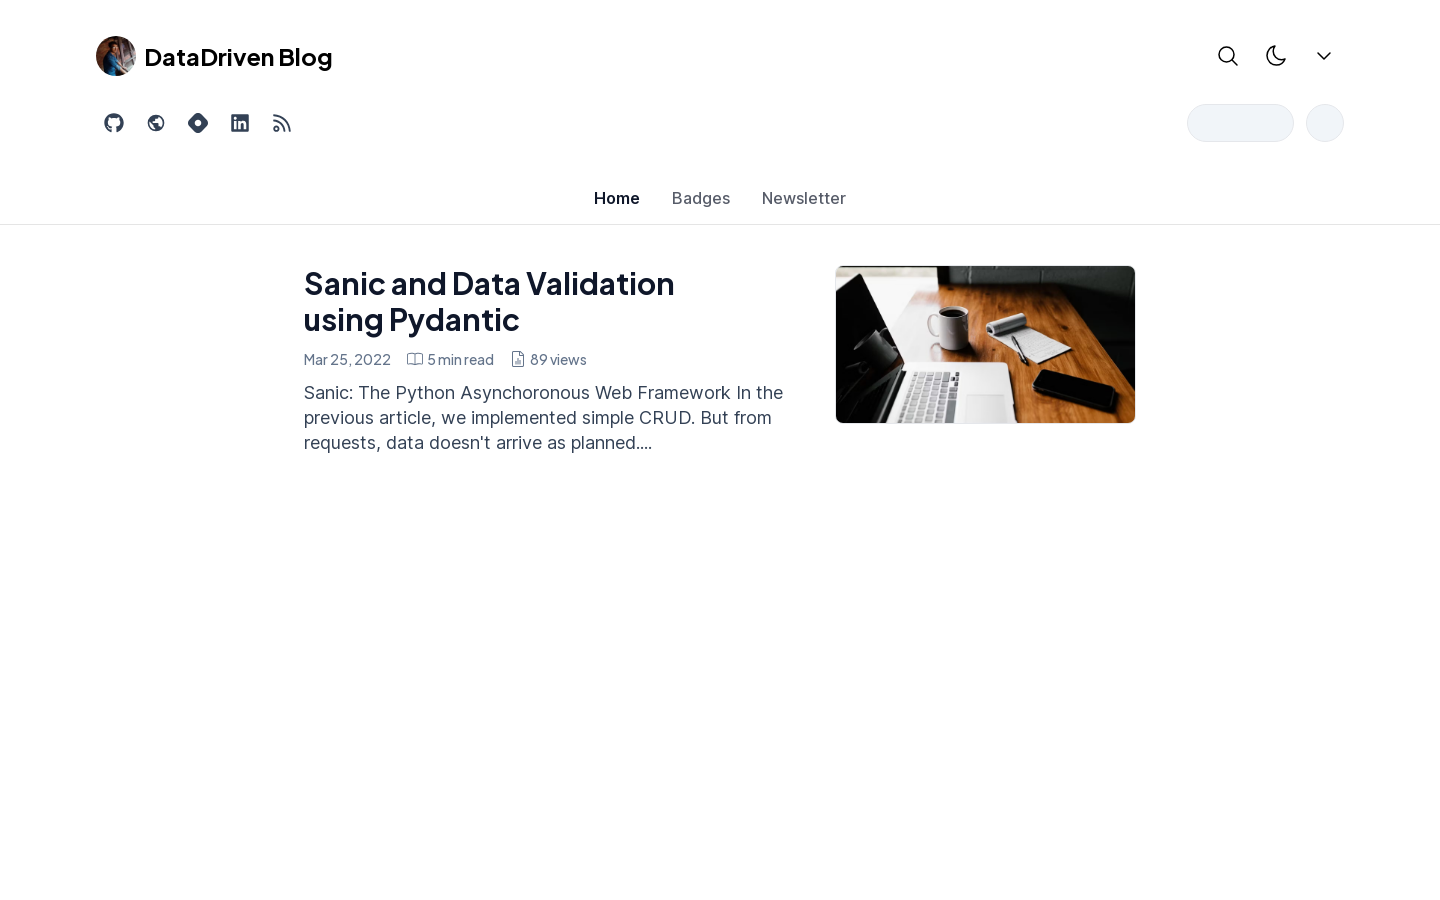 DataDriven Blog
Home Badges Newsletter
Sanic and Data Validation
using Pydantic
Mar 25, 2022 5 min read 89 views
Sanic: The Python Asynchoronous Web Framework In the
previous article, we implemented simple CRUD. But from
requests, data doesn't arrive as planned....